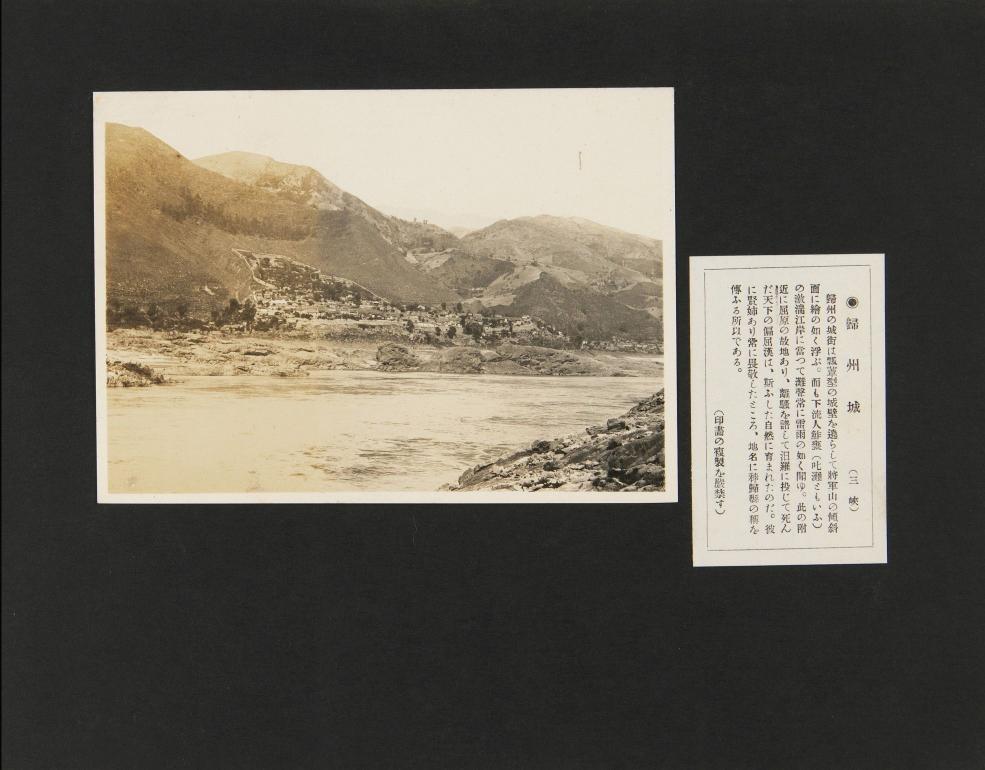 ◉歸州城 (三峽)
歸州の城街は瓢簞型の城壁を遶らして將軍山の傾斜
面に繪の如く浮ぶ。而も下流人鮓甕(叱灘ともいふ)
の激湍江岸に當つて灘聲常に雷雨の如く聞ゆ。此の附
近に屈原の故地あり、離騷を譜して汨羅に投じて死ん
だ天下の偏屈漢は、斯ふした自然に育まれたのだ。彼
に賢姉あり常に畏敬したところ、地名に秭歸縣の稱を
傳ふる所以である。
(印畫の複製を嚴禁す)